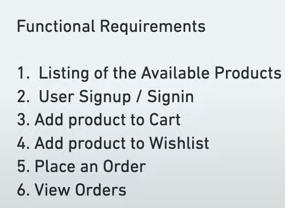 Functional Requirements
1. Listing of the Available Products
2. User Signup / Signin
3. Add product to Cart
4. Add product to Wishlist
5. Place an Order
6. View Orders